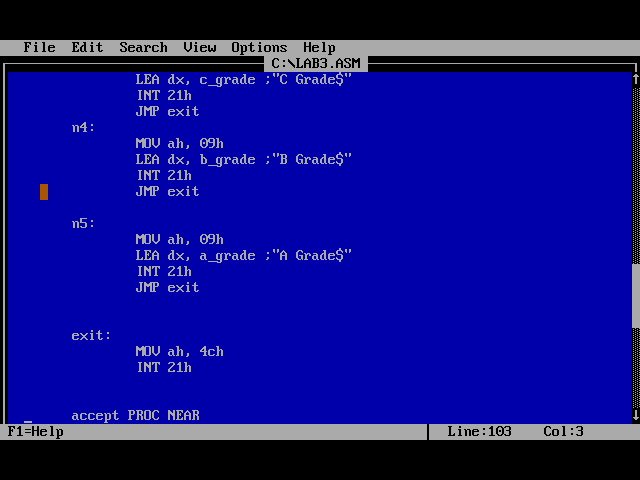 File Edit Search View Options Help
C:\LAB3.ASM
LEA dx, c_grade ;"C Grade$"
INT 21h
JMP exit
n4:
MOV ah, 09h
LEA dx, b_grade ;"B Grade$"
INT 21h
JMP exit
n5:
MOV ah, 09h
LEA dx, a_grade ;"A Grade$"
INT 21h
JMP exit
exit:
MOV ah, 4ch
INT 21h
accept PROC NEAR
F1=Help Line:103 Col:3